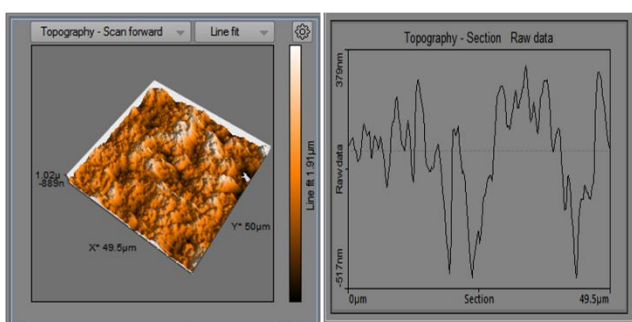 Topography - Scan forward
Line fit
1.02µ
-889n
X* 49.5µm
Y* 50µm
Line fit 1.91µm
Topography - Section Raw data
379nm
Raw data
-517nm
0µm
Section
49.5µm